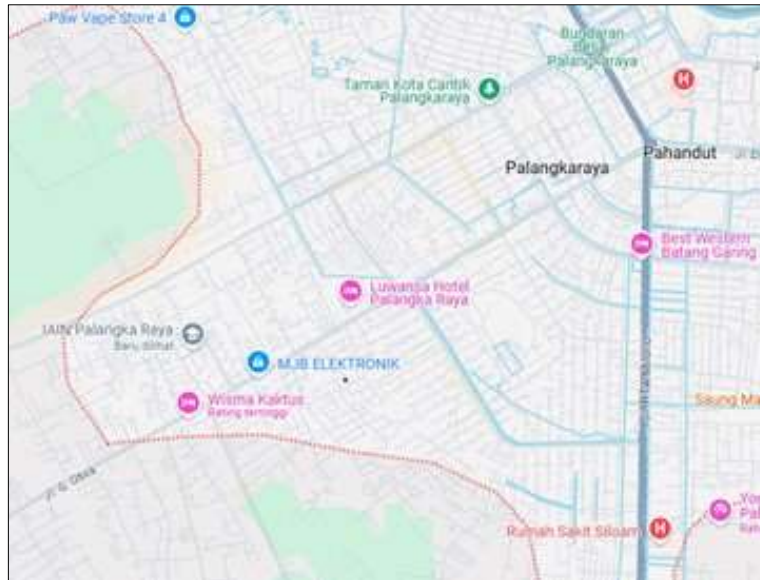 Paw Vape Store 4
Bundaran
Besar
Palangkaraya
H
Taman Kota Cantik
Palangkaraya
Pahandut
Palangkaraya
Best Western
Batang Garing
Luwansa Hotel
Palangka Raya
IAIN Palangka Raya
Baru dilihat
MJB ELEKTRONIK
Wisma Kaktus
Rating tertinggi
Saung
Jl. G. Obos
Rumah Sakit Siloam
H